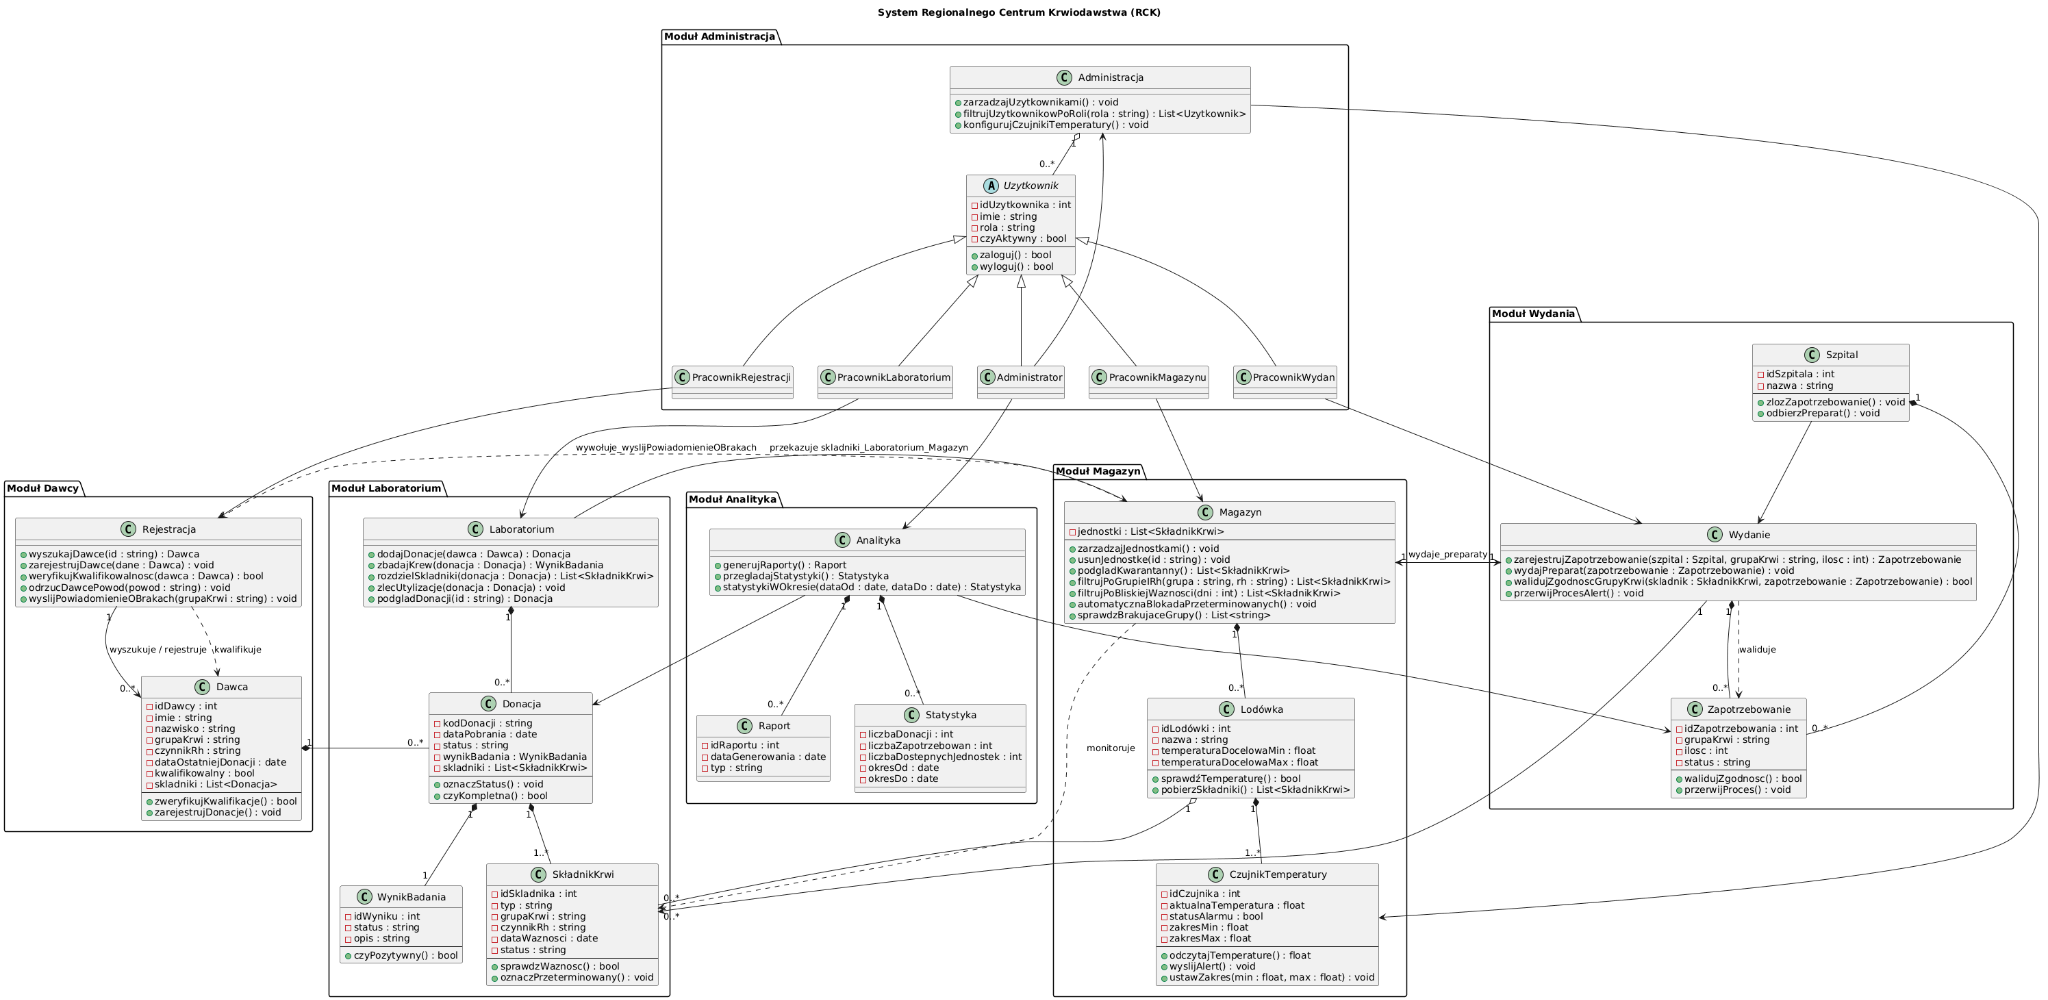 System Regionalnego Centrum Krwiodawstwa (RCK)
Moduł Administracja
C Administracja
zarzadzajUzytkownikami() : void
filtrujUzytkownikowPoRoli(rola : string) : List<Uzytkownik>
konfigurujCzujnikiTemperatury() : void
1
0..*
A Uzytkownik
idUzytkownika : int
imie : string
rola : string
czyAktywny : bool
zaloguj() : bool
wyloguj() : bool
C PracownikRejestracji
C PracownikLaboratorium
C Administrator
C PracownikMagazynu
C PracownikWydan
Moduł Wydania
C Szpital
idSzpitala : int
nazwa : string
zlozZapotrzebowanie() : void
odbierzPreparat() : void
1
C Wydanie
zarejestrujZapotrzebowanie(szpital : Szpital, grupaKrwi : string, ilosc : int) : Zapotrzebowanie
wydajPreparat(zapotrzebowanie : Zapotrzebowanie) : void
walidujZgodnoscGrupyKrwi(skladnik : SkładnikKrwi, zapotrzebowanie : Zapotrzebowanie) : bool
przerwijProcesAlert() : void
1
1
waliduje
0..*
C Zapotrzebowanie
idZapotrzebowania : int
grupaKrwi : string
ilosc : int
status : string
walidujZgodnosc() : bool
przerwijProces() : void
0..*
wywołuje_wyslijPowiadomienieOBrakach
przekazuje skladniki_Laboratorium_Magazyn
1
wydaje_preparaty
1
Moduł Dawcy
C Rejestracja
wyszukajDawce(id : string) : Dawca
zarejestrujDawce(dane : Dawca) : void
weryfikujKwalifikowalnosc(dawca : Dawca) : bool
odrzucDawcePowod(powod : string) : void
wyslijPowiadomienieOBrakach(grupaKrwi : string) : void
1
wyszukuje / rejestruje
kwalifikuje
0..*
C Dawca
idDawcy : int
imie : string
nazwisko : string
grupaKrwi : string
czynnikRh : string
dataOstatniejDonacji : date
kwalifikowalny : bool
skladniki : List<Donacja>
zweryfikujKwalifikacje() : bool
zarejestrujDonacje() : void
1
0..*
Moduł Laboratorium
C Laboratorium
dodajDonacje(dawca : Dawca) : Donacja
zbadajKrew(donacja : Donacja) : WynikBadania
rozdzielSkladniki(donacja : Donacja) : List<SkładnikKrwi>
zlecUtylizacje(donacja : Donacja) : void
podgladDonacji(id : string) : Donacja
1
0..*
C Donacja
kodDonacji : string
dataPobrania : date
status : string
wynikBadania : WynikBadania
skladniki : List<SkładnikKrwi>
oznaczStatus() : void
czyKompletna() : bool
1
1
1
1..*
C WynikBadania
idWyniku : int
status : string
opis : string
czyPozytywny() : bool
C SkładnikKrwi
idSkladnika : int
typ : string
grupaKrwi : string
czynnikRh : string
dataWaznosci : date
status : string
sprawdzWaznosc() : bool
oznaczPrzeterminowany() : void
0..*
0..*
Moduł Analityka
C Analityka
generujRaporty() : Raport
przegladajStatystyki() : Statystyka
statystykiWOkresie(dataOd : date, dataDo : date) : Statystyka
1
1
0..*
0..*
C Raport
idRaportu : int
dataGenerowania : date
typ : string
C Statystyka
liczbaDonacji : int
liczbaZapotrzebowan : int
liczbaDostepnychJednostek : int
okresOd : date
okresDo : date
Moduł Magazyn
C Magazyn
jednostki : List<SkładnikKrwi>
zarzadzajJednostkami() : void
usunJednostke(id : string) : void
podgladKwarantanny() : List<SkładnikKrwi>
filtrujPoGrupieIRh(grupa : string, rh : string) : List<SkładnikKrwi>
filtrujPoBliskiejWaznosci(dni : int) : List<SkładnikKrwi>
automatycznaBlokadaPrzeterminowanych() : void
sprawdzBrakujaceGrupy() : List<string>
1
0..*
monitoruje
C Lodówka
idLodówki : int
nazwa : string
temperaturaDocelowaMin : float
temperaturaDocelowaMax : float
sprawdźTemperaturę() : bool
pobierzSkładniki() : List<SkładnikKrwi>
1
1
1..*
C CzujnikTemperatury
idCzujnika : int
aktualnaTemperatura : float
statusAlarmu : bool
zakresMin : float
zakresMax : float
odczytajTemperature() : float
wyslijAlert() : void
ustawZakres(min : float, max : float) : void